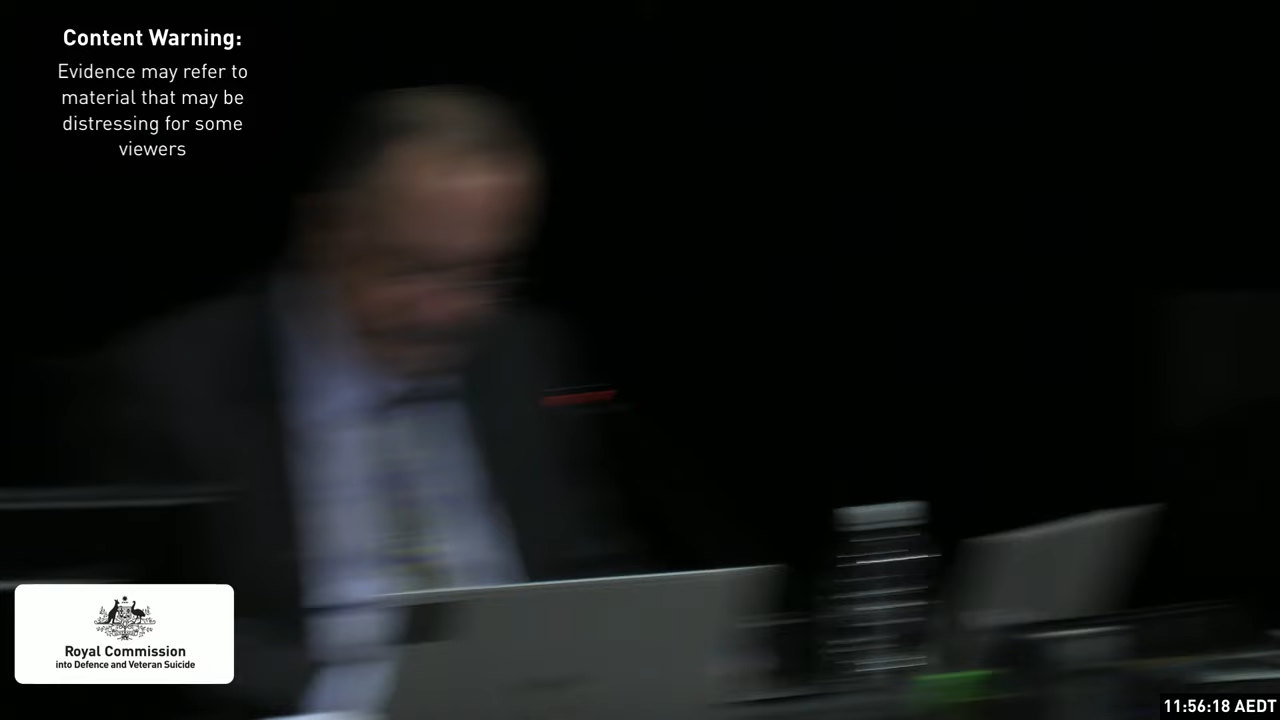 Content Warning:
Evidence may refer to
material that may be
distressing for some
viewers
Royal Commission
into Defence and Veteran Suicide
11:56:18 AEDT